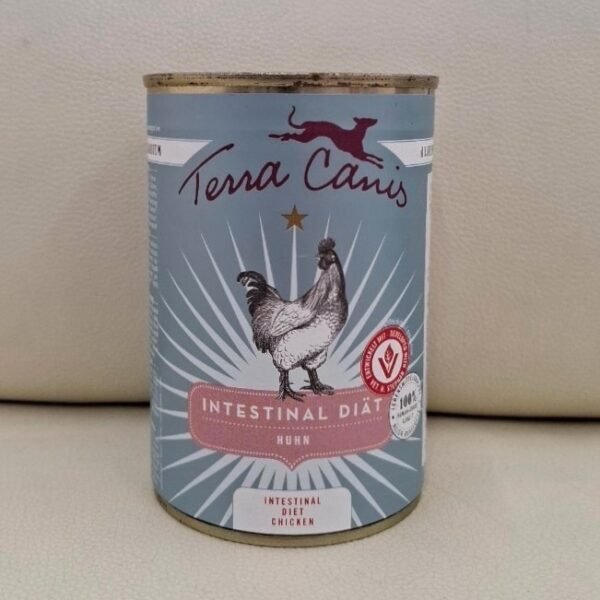 Terra Canis
INTESTINAL DIÄT
HUHN
100%
INTESTINAL
DIET
CHICKEN